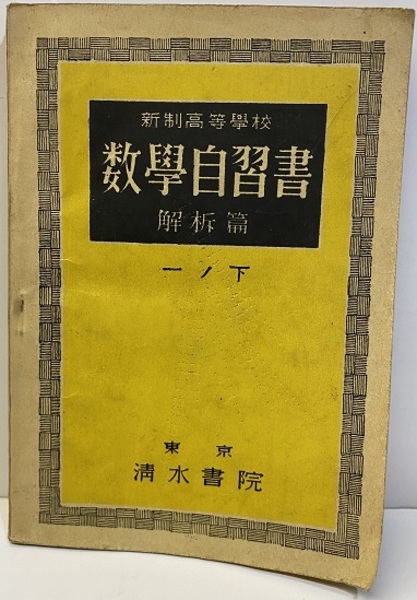 新制高等學校
数學自習書
解析篇
一ノ下
東京
清水書院